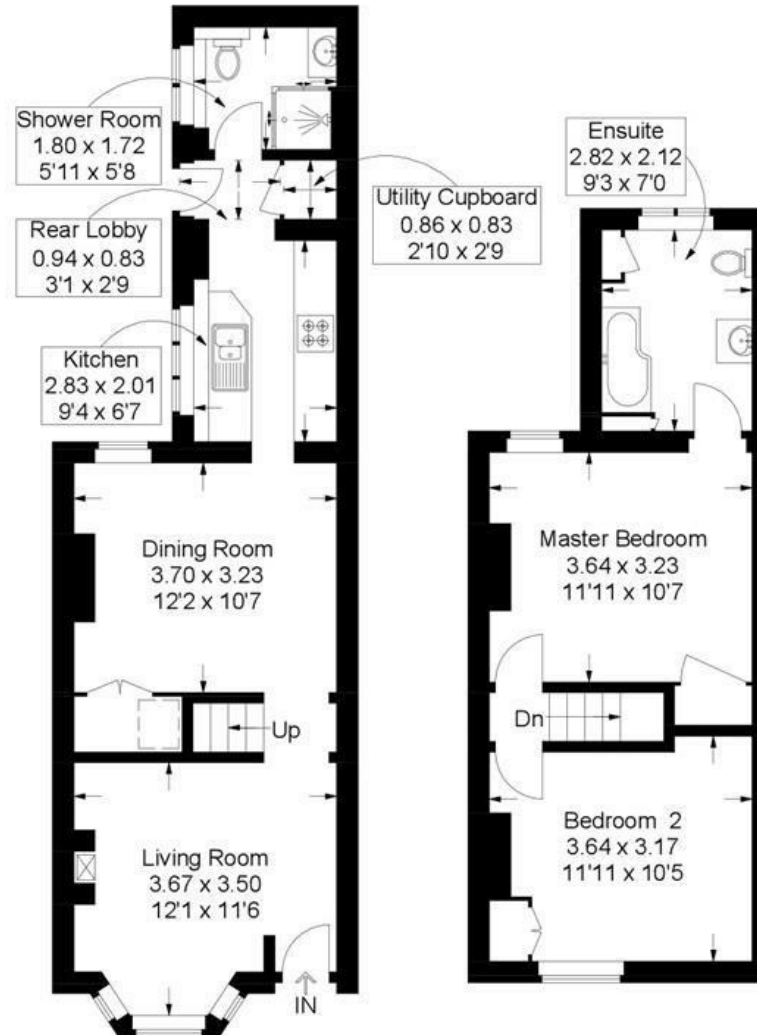 Shower Room
1.80 x 1.72
5'11 x 5'8
Rear Lobby
0.94 x 0.83
3'1 x 2'9
Utility Cupboard
0.86 x 0.83
2'10 x 2'9
Kitchen
2.83 x 2.01
9'4 x 6'7
Dining Room
3.70 x 3.23
12'2 x 10'7
Up
Living Room
3.67 x 3.50
12'1 x 11'6
IN
Ensuite
2.82 x 2.12
9'3 x 7'0
Master Bedroom
3.64 x 3.23
11'11 x 10'7
Dn
Bedroom 2
3.64 x 3.17
11'11 x 10'5